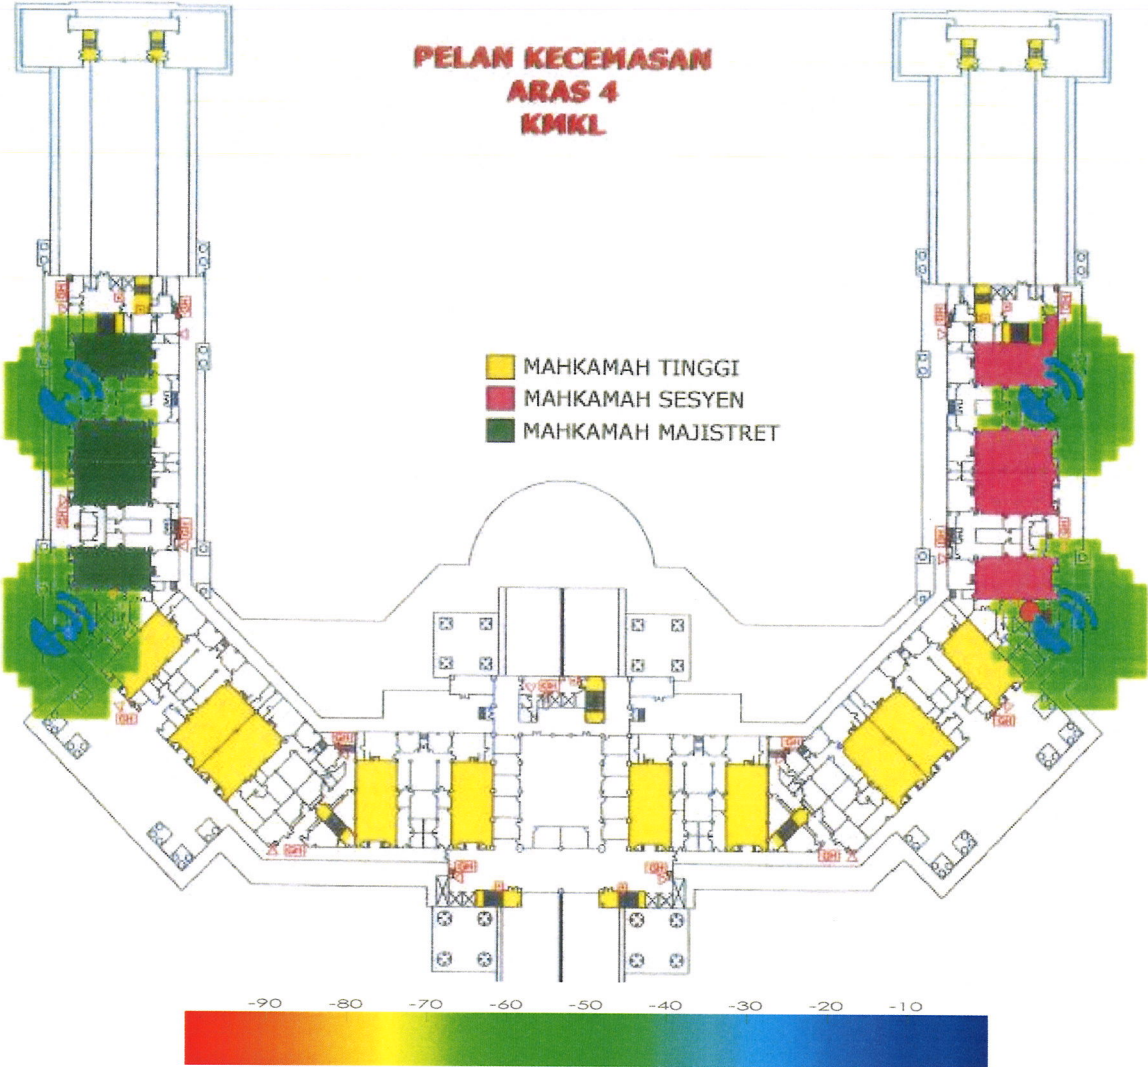 PELAN KECEMASAN
ARAS 4
KMKL
MAHKAMAH TINGGI
MAHKAMAH SESYEN
MAHKAMAH MAJISTRET
-90 -80 -70 -60 -50 -40 -30 -20 -10